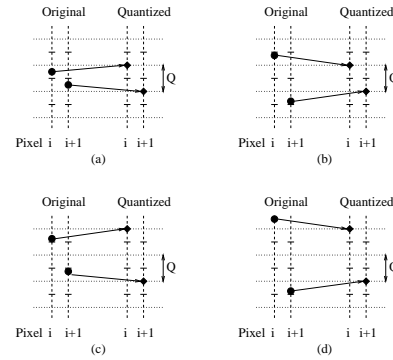 Original Quantized
Q
Pixel i i+1 i i+1
(a)
Original Quantized
Q
Pixel i i+1 i i+1
(b)
Original Quantized
Q
Pixel i i+1 i i+1
(c)
Original Quantized
Q
Pixel i i+1 i i+1
(d)